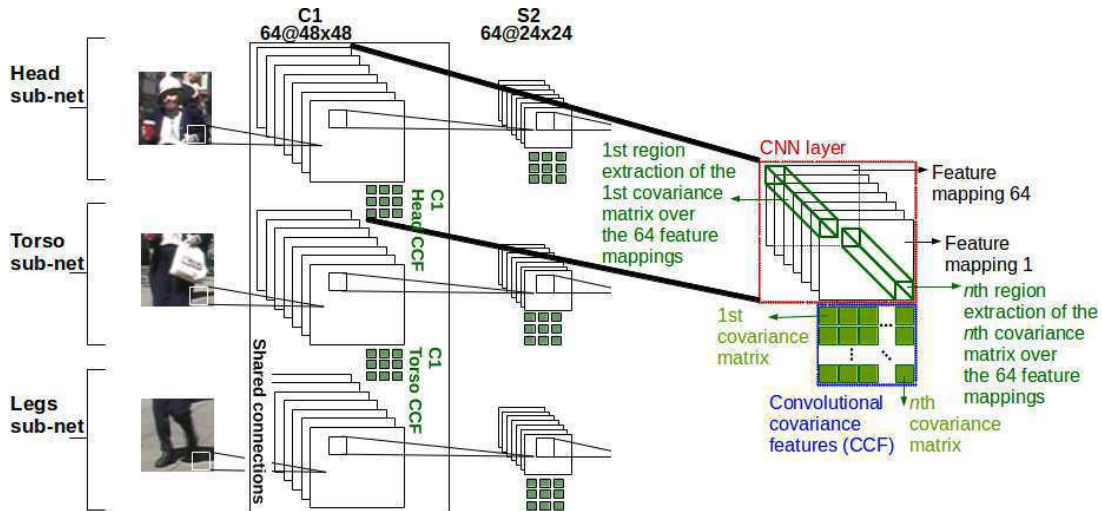 C1
64@48x48
S2
64@24x24
Head
sub-net
Torso
sub-net
Legs
sub-net
C1
Head CCF
C1
Torso CCF
Shared connections
1st region
extraction of the
1st covariance
matrix over
the 64 feature
mappings
CNN layer
Feature
mapping 64
Feature
mapping 1
nth region
extraction of the
nth covariance
matrix over
the 64 feature
mappings
1st
covariance
matrix
...
Convolutional
covariance
features (CCF)
nth
covariance
matrix